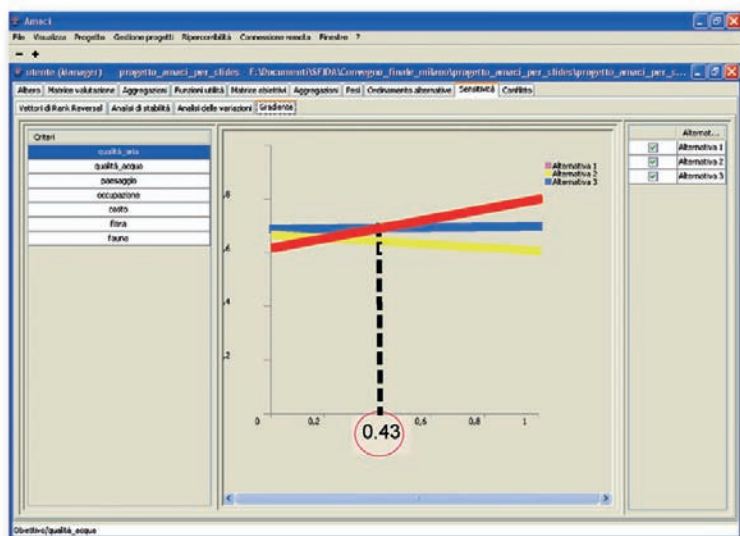 Amaci
File Visualizza Progetto Gestione progetti Ripercorribilità Connessione remota Finestre ?
utente (Manager) progetto_amaci_per_slides F:\Documenti\SFIDA\Convegno_finale_milano\progetto_amaci_per_slides\progetto_amaci_per_s...
Albero Matrice valutazione Aggregazioni Funzioni utilità Matrice obiettivi Aggregazioni Pesi Ordinamento alternative Sensitività Conflitto
Vettori di Rank Reversal Analisi di stabilità Analisi delle variazioni Gradiente
Criteri
qualità_aria
qualità_acqua
paesaggio
occupazione
costo
flora
fauna
Alternativa 1
Alternativa 2
Alternativa 3
,8
,6
,4
,2
0 0,2 0,6 0,8 1
0.43
Alternat...
Alternativa 1
Alternativa 2
Alternativa 3
Obiettivo/qualità_acqua